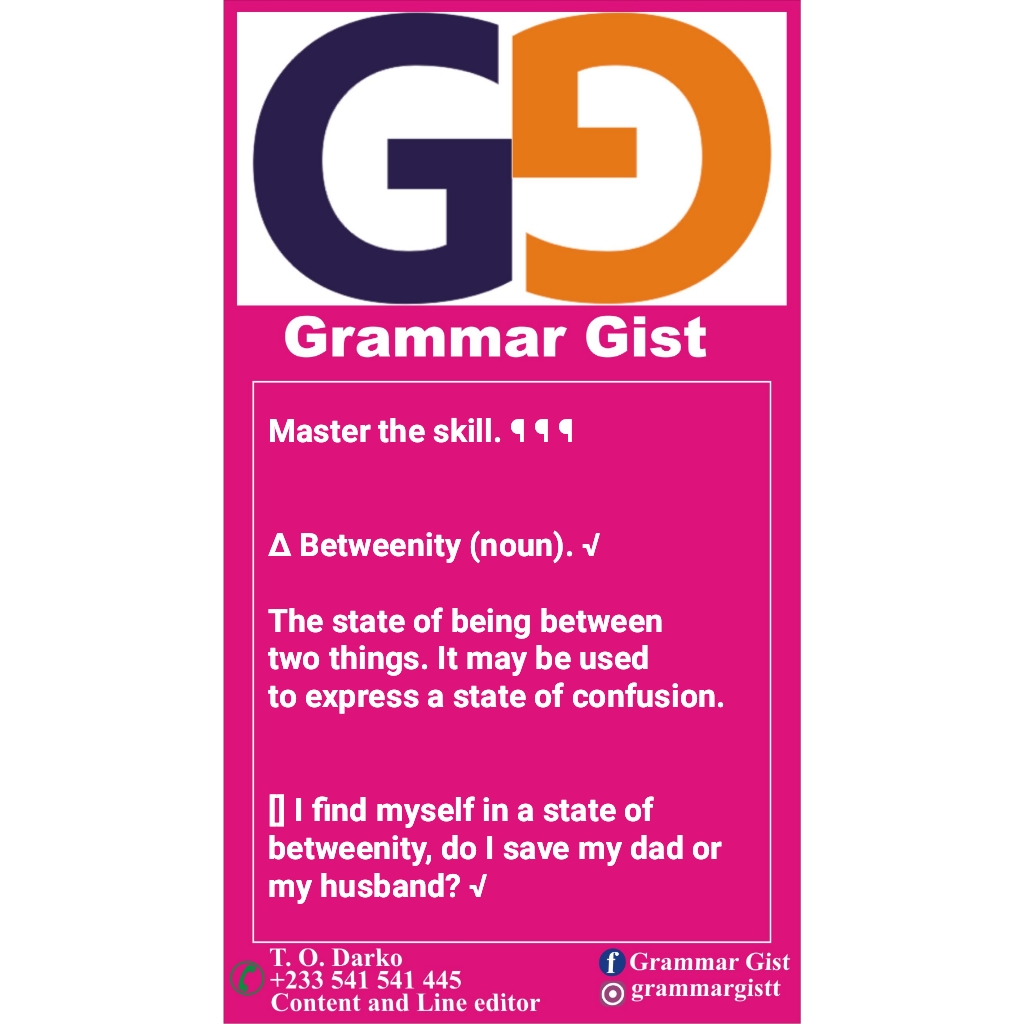 GG
Grammar Gist
Master the skill. ¶ ¶ ¶
Δ Betweenity (noun). √
The state of being between
two things. It may be used
to express a state of confusion.
[] I find myself in a state of
betweenity, do I save my dad or
my husband? √
T. O. Darko
+233 541 541 445
Content and Line editor
f Grammar Gist
grammargistt